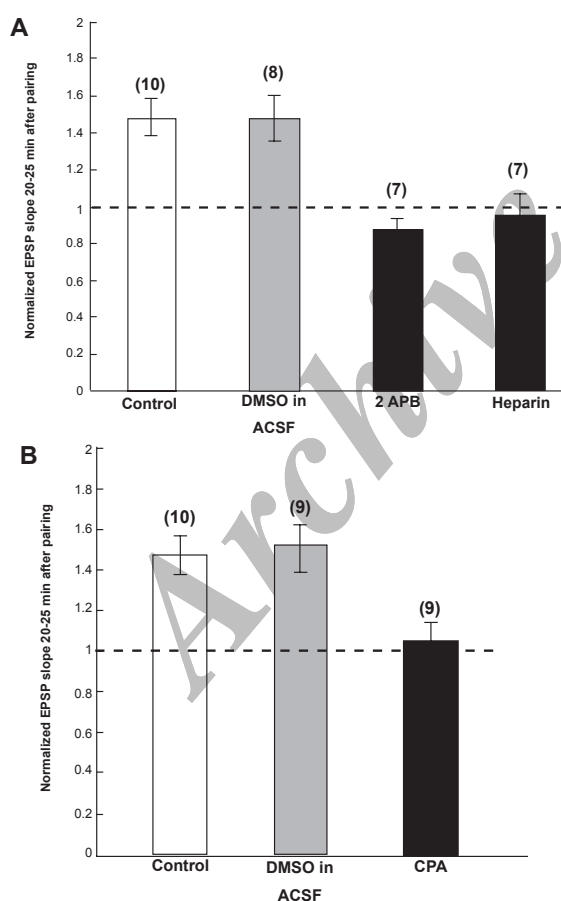 A
Normalized EPSP slope 20-25 min after pairing
2
1.8
1.6
1.4
1.2
1
0.8
0.6
0.4
0.2
0
(10)
(8)
(7)
(7)
Control
DMSO in
ACSF
2 APB
Heparin
B
Normalized EPSP slope 20-25 min after pairing
2
1.8
1.6
1.4
1.2
1
0.8
0.6
0.4
0.2
0
(10)
(9)
(9)
Control
DMSO in
ACSF
CPA
Archive